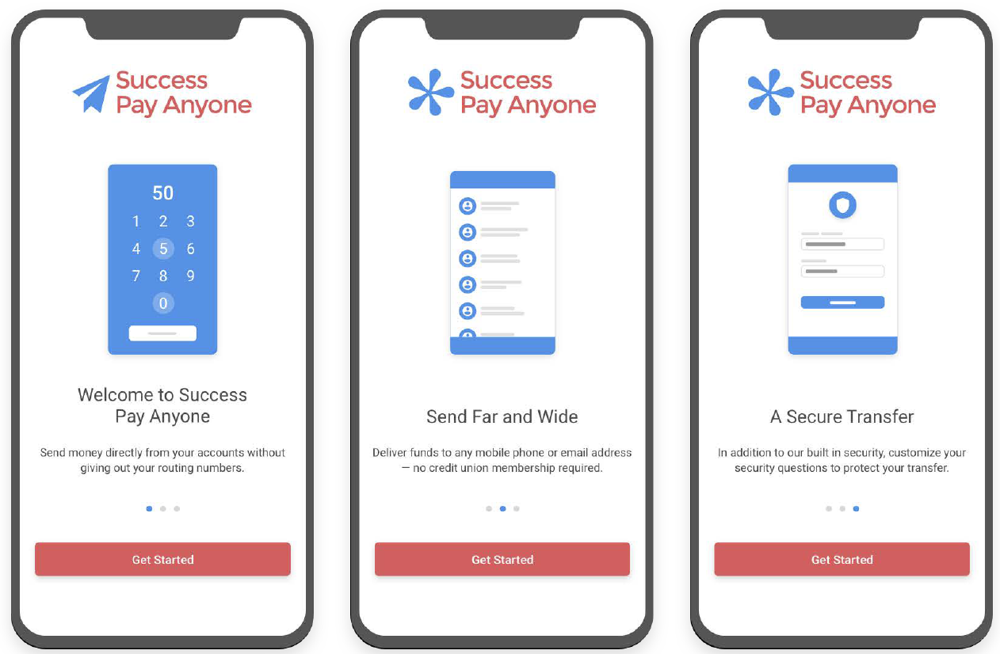 Success
Pay Anyone
50
1 2 3
4 5 6
7 8 9
0
Welcome to Success
Pay Anyone
Send money directly from your accounts without
giving out your routing numbers.
Get Started
Success
Pay Anyone
Send Far and Wide
Deliver funds to any mobile phone or email address
— no credit union membership required.
Get Started
Success
Pay Anyone
A Secure Transfer
In addition to our built in security, customize your
security questions to protect your transfer.
Get Started